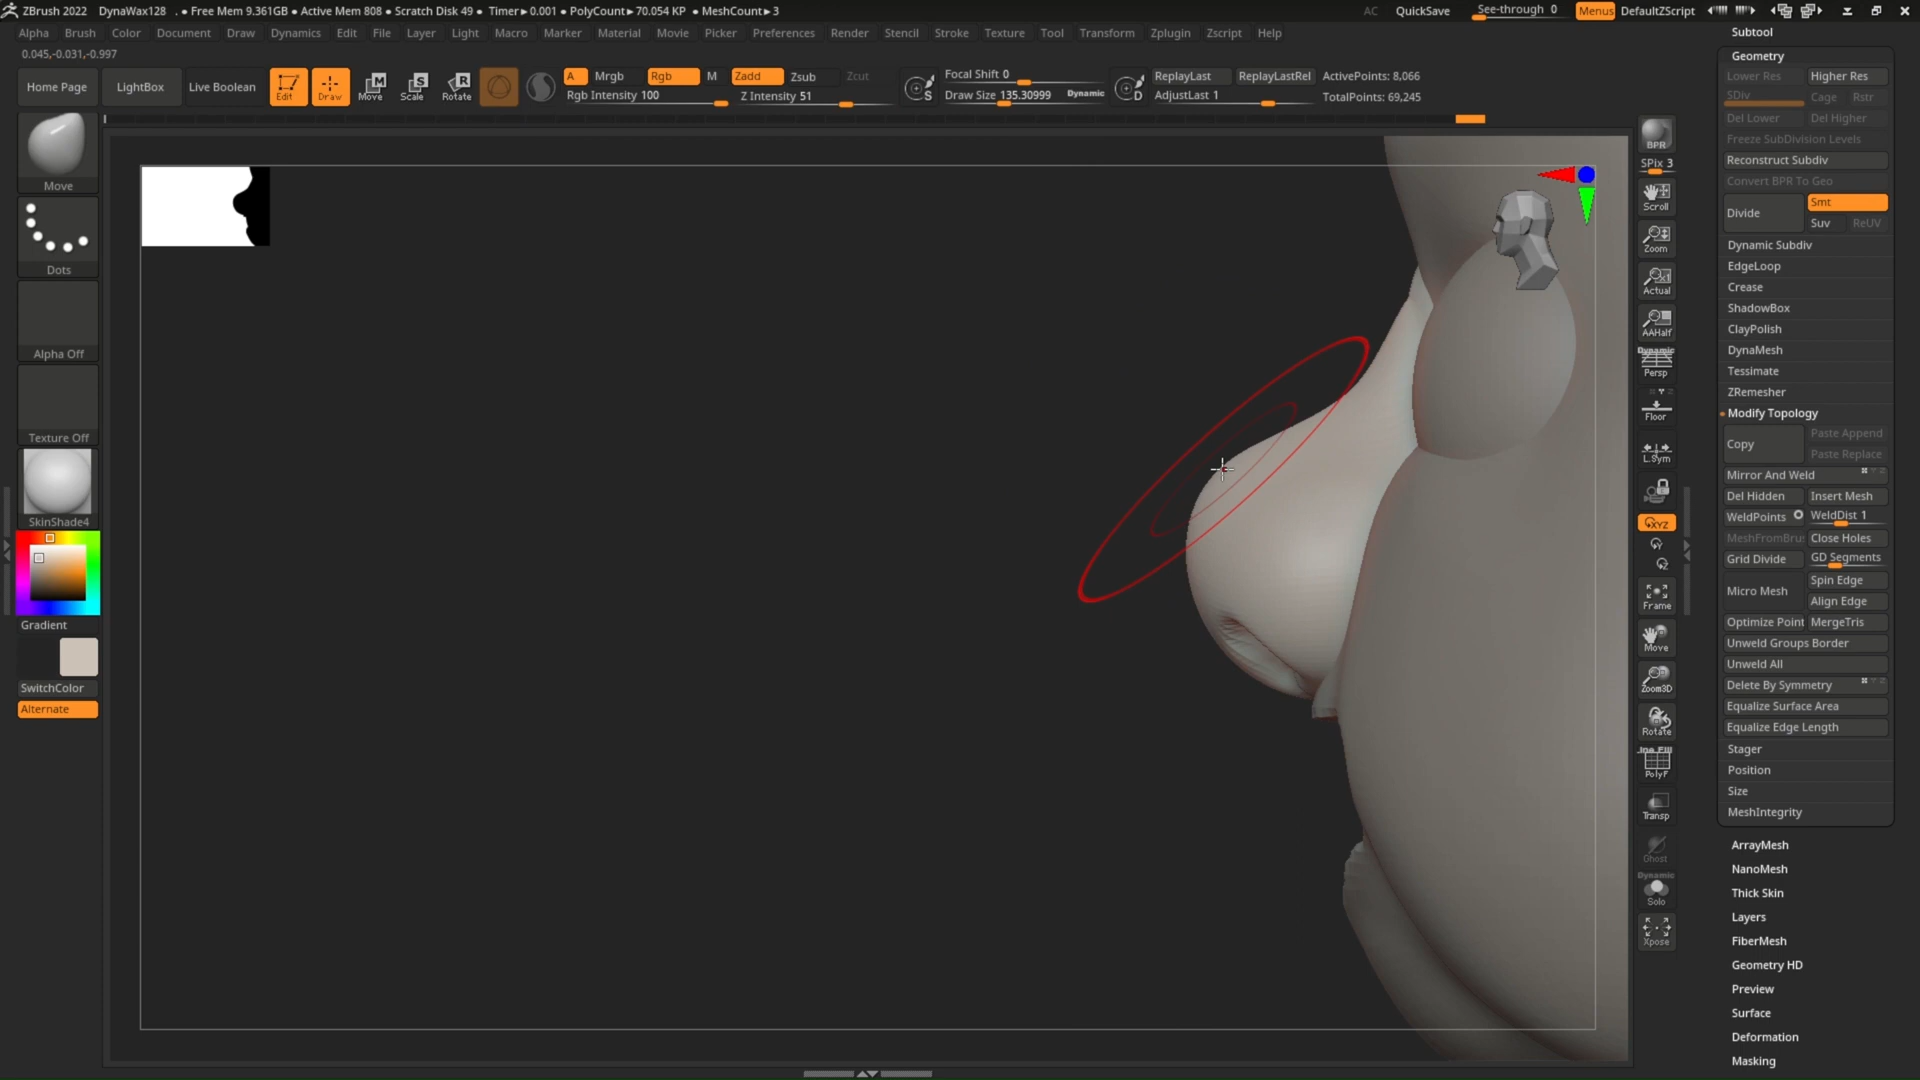 ZBrush 2022 DynaWax128 . ● Free Mem 9.361GB ● Active Mem 808 ● Scratch Disk 49 ● Timer▸0.001 ● PolyCount▸70.054 KP ● MeshCount▸3 AC QuickSave See-through 0 Menus DefaultZScript
Alpha Brush Color Document Draw Dynamics Edit File Layer Light Macro Marker Material Movie Picker Preferences Render Stencil Stroke Texture Tool Transform Zplugin Zscript Help
0.045,-0.031,-0.997
Home Page LightBox Live Boolean Edit Draw Move Scale Rotate
A Mrgb Rgb M Zadd Zsub Zcut
Rgb Intensity 100 Z Intensity 51
S Focal Shift 0
Draw Size 135.30999 Dynamic
D ReplayLast ReplayLastRel ActivePoints: 8,066
AdjustLast 1 TotalPoints: 69,245
Move
Dots
Alpha Off
Texture Off
SkinShade4
Gradient
SwitchColor
Alternate
BPR
SPix 3
Scroll
Zoom
Actual
AAHalf
Dynamic
Persp
Floor
L.Sym
XYZ
Y
Z
Frame
Move
Zoom3D
Rotate
Line Fill
PolyF
Transp
Ghost
Dynamic
Solo
Xpose
Subtool
Geometry
Lower Res Higher Res
SDiv Cage Rstr
Del Lower Del Higher
Freeze SubDivision Levels
Reconstruct Subdiv
Convert BPR To Geo
Divide Smt
Suv ReUV
Dynamic Subdiv
EdgeLoop
Crease
ShadowBox
ClayPolish
DynaMesh
Tessimate
ZRemesher
Modify Topology
Copy Paste Append
Paste Replace
Mirror And Weld
Del Hidden Insert Mesh
WeldPoints WeldDist 1
MeshFromBru Close Holes
Grid Divide GD Segments
Micro Mesh Spin Edge
Align Edge
Optimize Point MergeTris
Unweld Groups Border
Unweld All
Delete By Symmetry
Equalize Surface Area
Equalize Edge Length
Stager
Position
Size
MeshIntegrity
ArrayMesh
NanoMesh
Thick Skin
Layers
FiberMesh
Geometry HD
Preview
Surface
Deformation
Masking